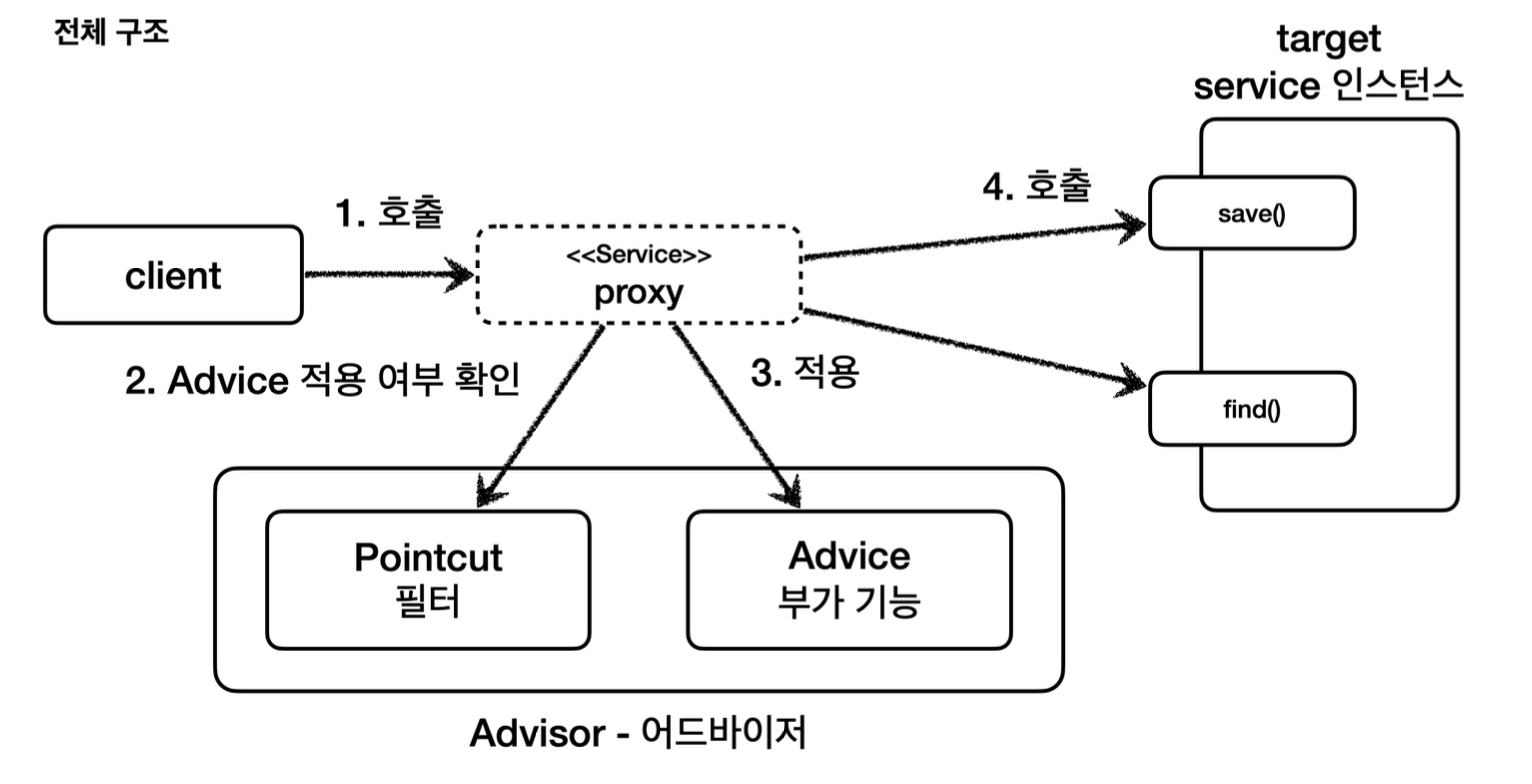 전체 구조
target
service 인스턴스
1. 호출
4. 호출
client
<<Service>>
proxy
save()
2. Advice 적용 여부 확인
3. 적용
find()
Pointcut
필터
Advice
부가 기능
Advisor - 어드바이저